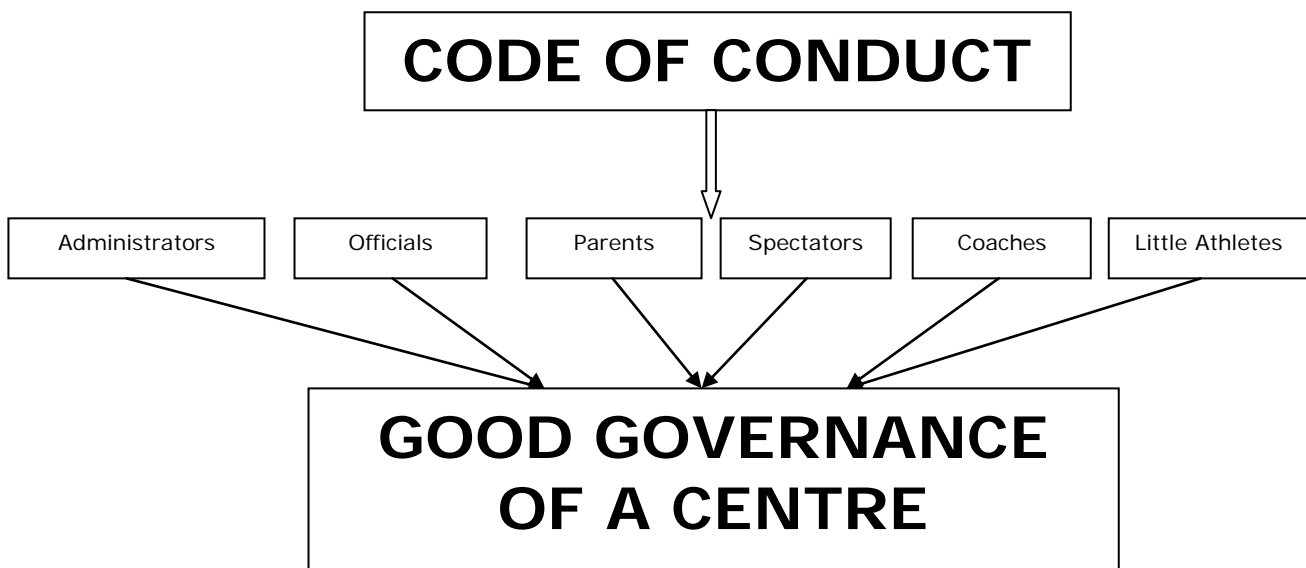 CODE OF CONDUCT
Administrators
Officials
Parents
Spectators
Coaches
Little Athletes
GOOD GOVERNANCE
OF A CENTRE